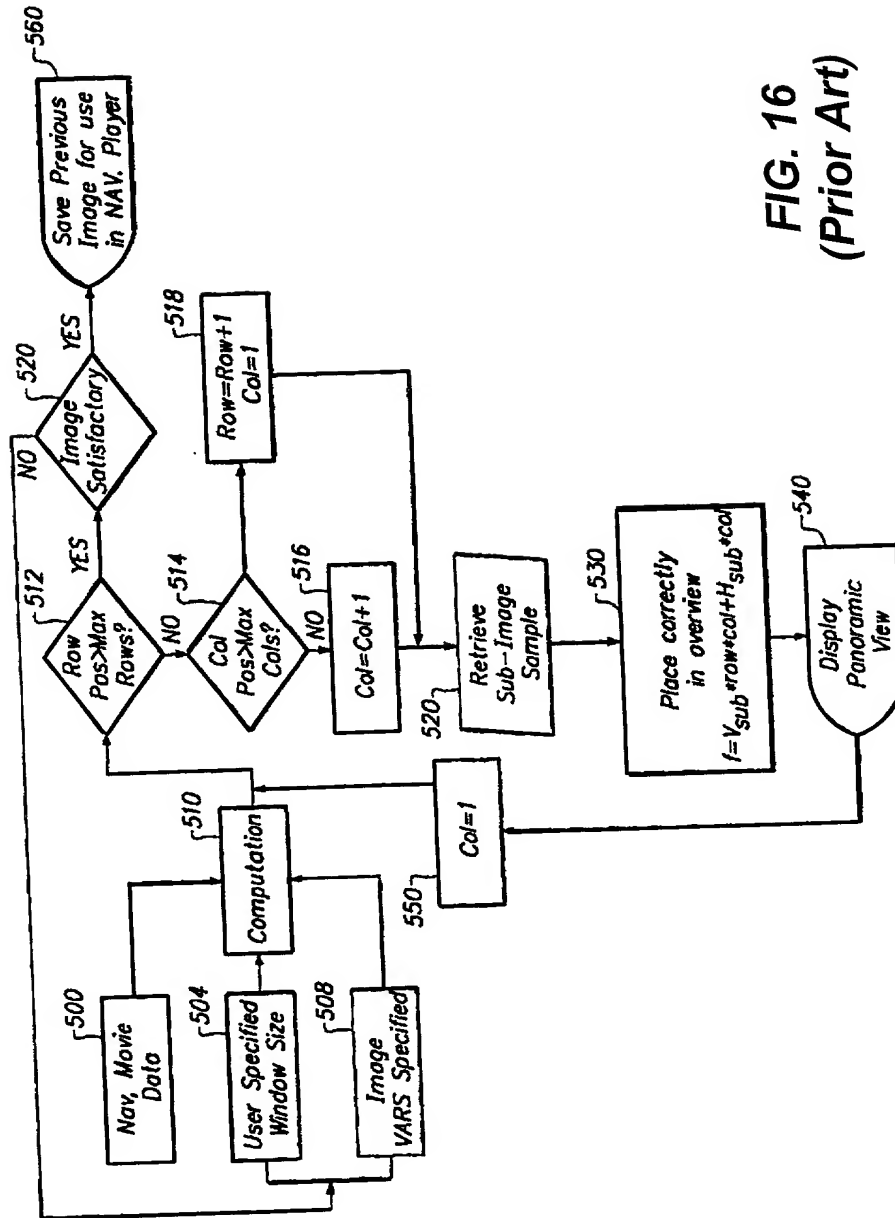 500
Nav, Movie
Data
504
User Specified
Window Size
508
Image
VARS Specified
510
Computation
550
Col=1
512
Row
Pos>Max
Rows?
YES
NO
520
Image
Satisfactory
NO
YES
560
Save Previous
Image for use
in NAV. Player
514
Col
Pos>Max
Cols?
NO
516
Col=Col+1
518
Row=Row+1
Col=1
520
Retrieve
Sub-Image
Sample
530
Place correctly
in overview
f=Vsub*row*col+Hsub*col
540
Display
Panoramic
View
FIG. 16
(Prior Art)